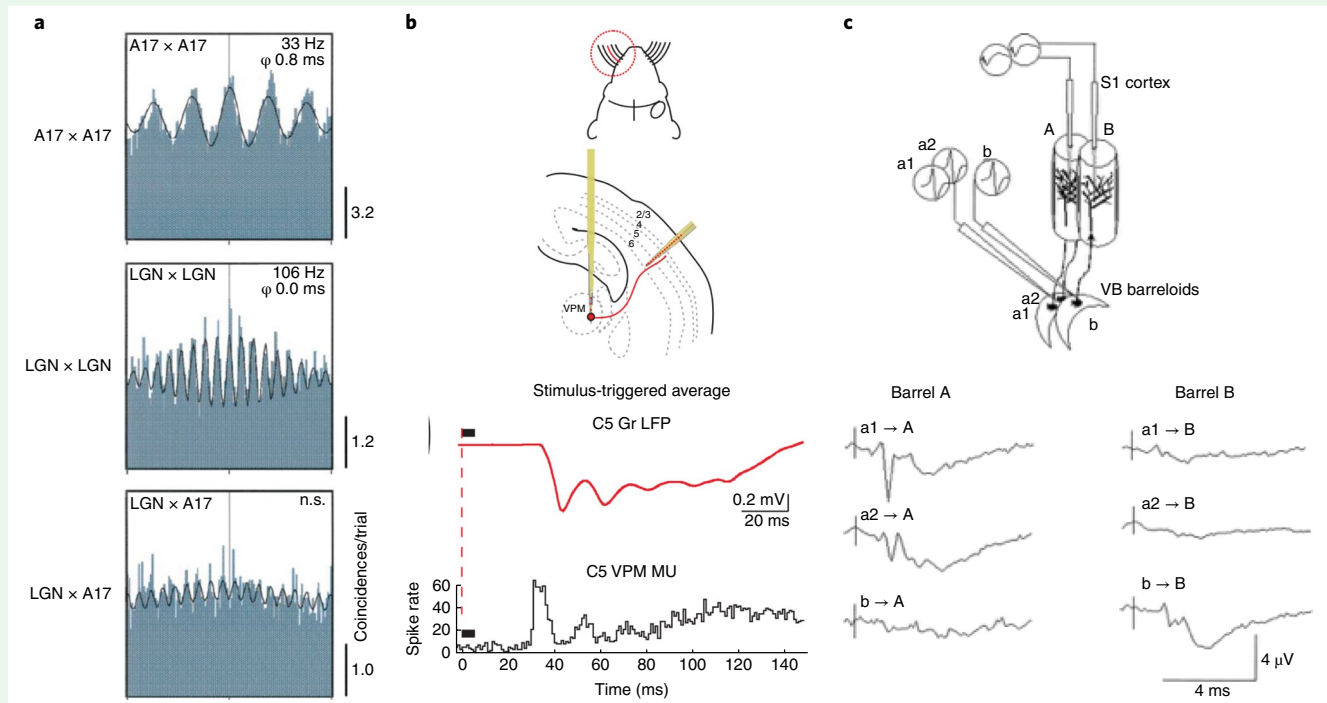 a
A17 × A17
33 Hz
φ 0.8 ms
A17 × A17
3.2
LGN × LGN
106 Hz
φ 0.0 ms
LGN × LGN
1.2
LGN × A17
n.s.
LGN × A17
Coincidences/trial
1.0
b
2/3
4
5
6
VPM
Stimulus-triggered average
C5 Gr LFP
0.2 mV
20 ms
C5 VPM MU
Spike rate
60
40
20
0
0 20 40 60 80 100 120 140
Time (ms)
c
S1 cortex
A B
a2
a1
b
VB barreloids
a2
a1
b
Barrel A
a1 → A
a2 → A
b → A
Barrel B
a1 → B
a2 → B
b → B
4 μV
4 ms